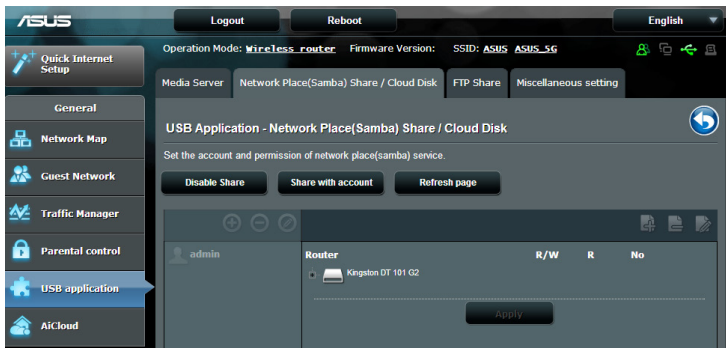 ASUS
Logout
Reboot
English
Operation Mode: Wireless router Firmware Version: SSID: ASUS ASUS_5G
Quick Internet
Setup
General
Network Map
Guest Network
Traffic Manager
Parental control
USB application
AiCloud
Media Server
Network Place(Samba) Share / Cloud Disk
FTP Share
Miscellaneous setting
USB Application - Network Place(Samba) Share / Cloud Disk
Set the account and permission of network place(samba) service.
Disable Share
Share with account
Refresh page
admin
Router R/W R No
Kingston DT 101 G2
Apply